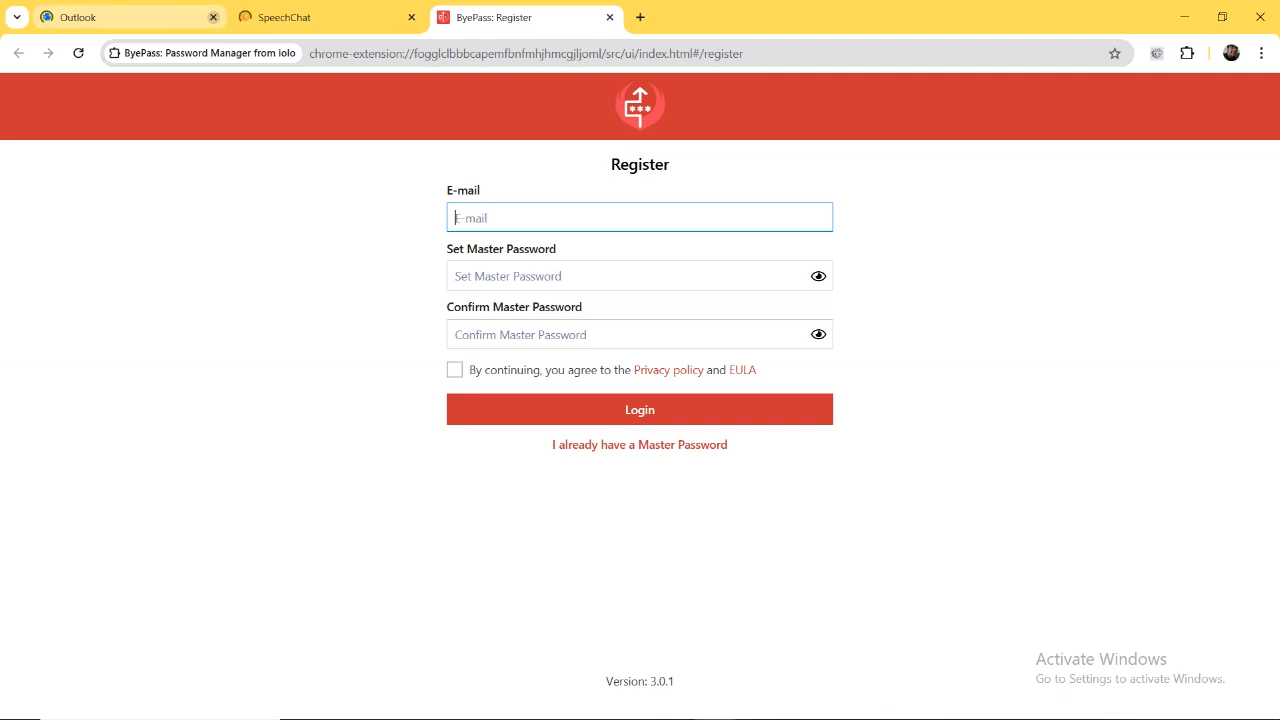 Outlook
SpeechChat
ByePass: Register
ByePass: Password Manager from iolo
chrome-extension://fogglclbbbcapemfbnfmhjhmcgjljoml/src/ui/index.html#/register
***
Register
E-mail
E-mail
Set Master Password
Set Master Password
Confirm Master Password
Confirm Master Password
By continuing, you agree to the Privacy policy and EULA
Login
I already have a Master Password
Activate Windows
Go to Settings to activate Windows.
Version: 3.0.1